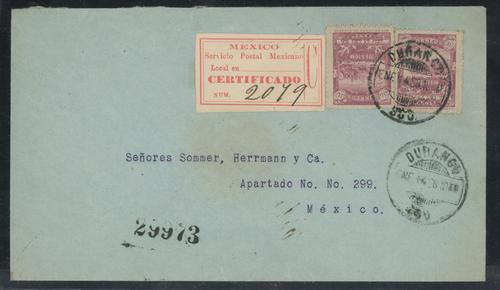 MEXICO
Servicio Postal Mexicano
Local en
CERTIFICADO
NUM. 2079
DURANGO
DURANGO
Señores Sommer, Herrmann y Ca.
Apartado No. No. 299.
México.
29973